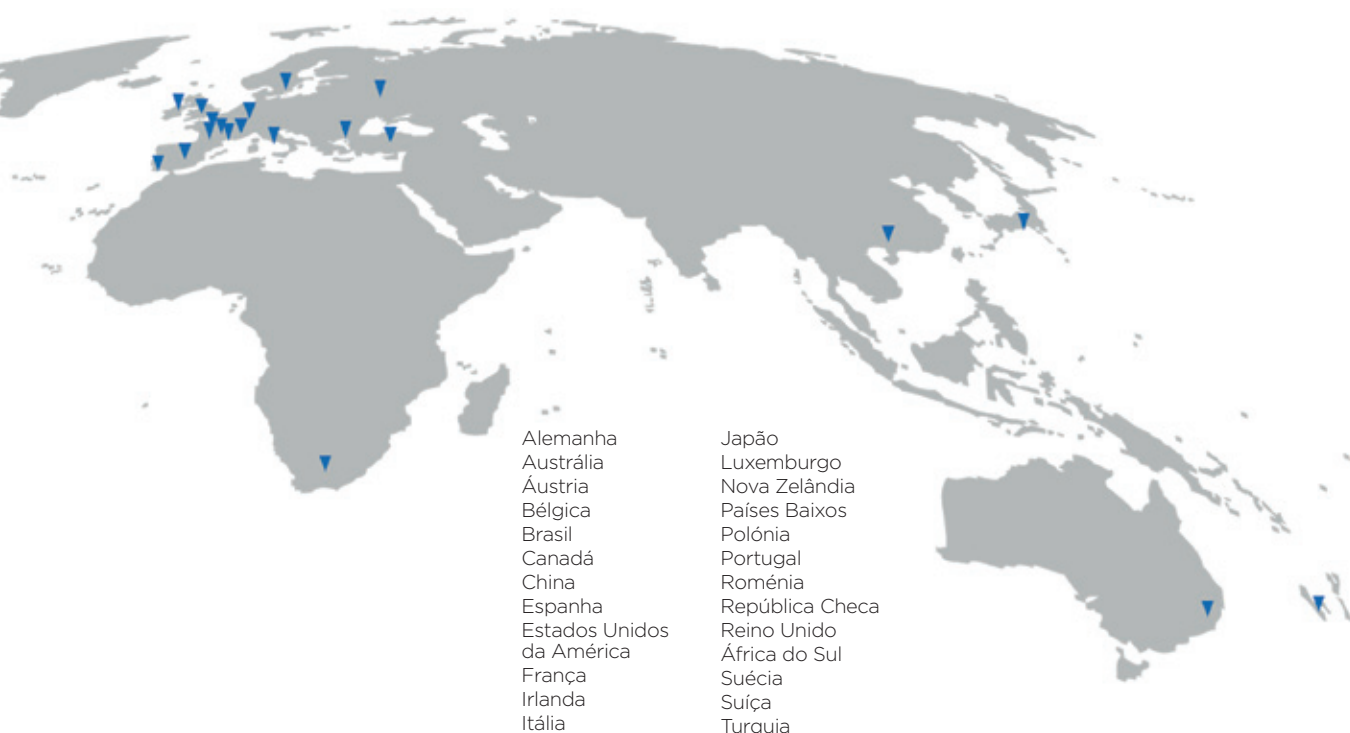 Alemanha
Austrália
Áustria
Bélgica
Brasil
Canadá
China
Espanha
Estados Unidos
da América
França
Irlanda
Itália
Japão
Luxemburgo
Nova Zelândia
Países Baixos
Polónia
Portugal
Roménia
República Checa
Reino Unido
África do Sul
Suécia
Suíça
Turquia